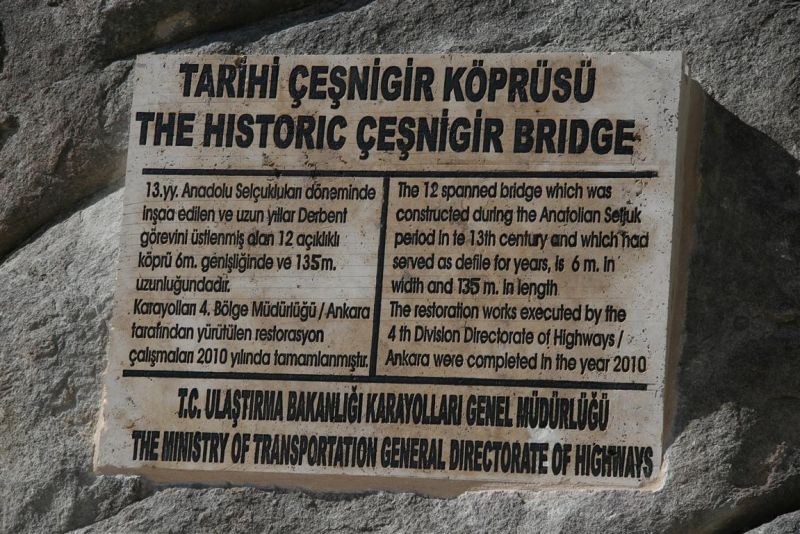 TARİHİ ÇEŞNİGİR KÖPRÜSÜ
THE HISTORIC ÇEŞNİGİR BRIDGE
13.yy. Anadolu Selçukluları döneminde
inşaa edilen ve uzun yıllar Derbent
görevini üstlenmiş olan 12 açıklıklı
köprü 6m. genişliğinde ve 135m.
uzunluğundadır.
Karayolları 4. Bölge Müdürlüğü / Ankara
tarafından yürütülen restorasyon
çalışmaları 2010 yılında tamamlanmıştır.
The 12 spanned bridge which was
constructed during the Anatolian Seljuk
period in te 13th century and which had
served as defile for years, is 6 m. in
width and 135 m. in length
The restoration works executed by the
4 th Division Directorate of Highways /
Ankara were completed in the year 2010
T.C. ULAŞTIRMA BAKANLIĞI KARAYOLLARI GENEL MÜDÜRLÜĞÜ
THE MINISTRY OF TRANSPORTATION GENERAL DIRECTORATE OF HIGHWAYS